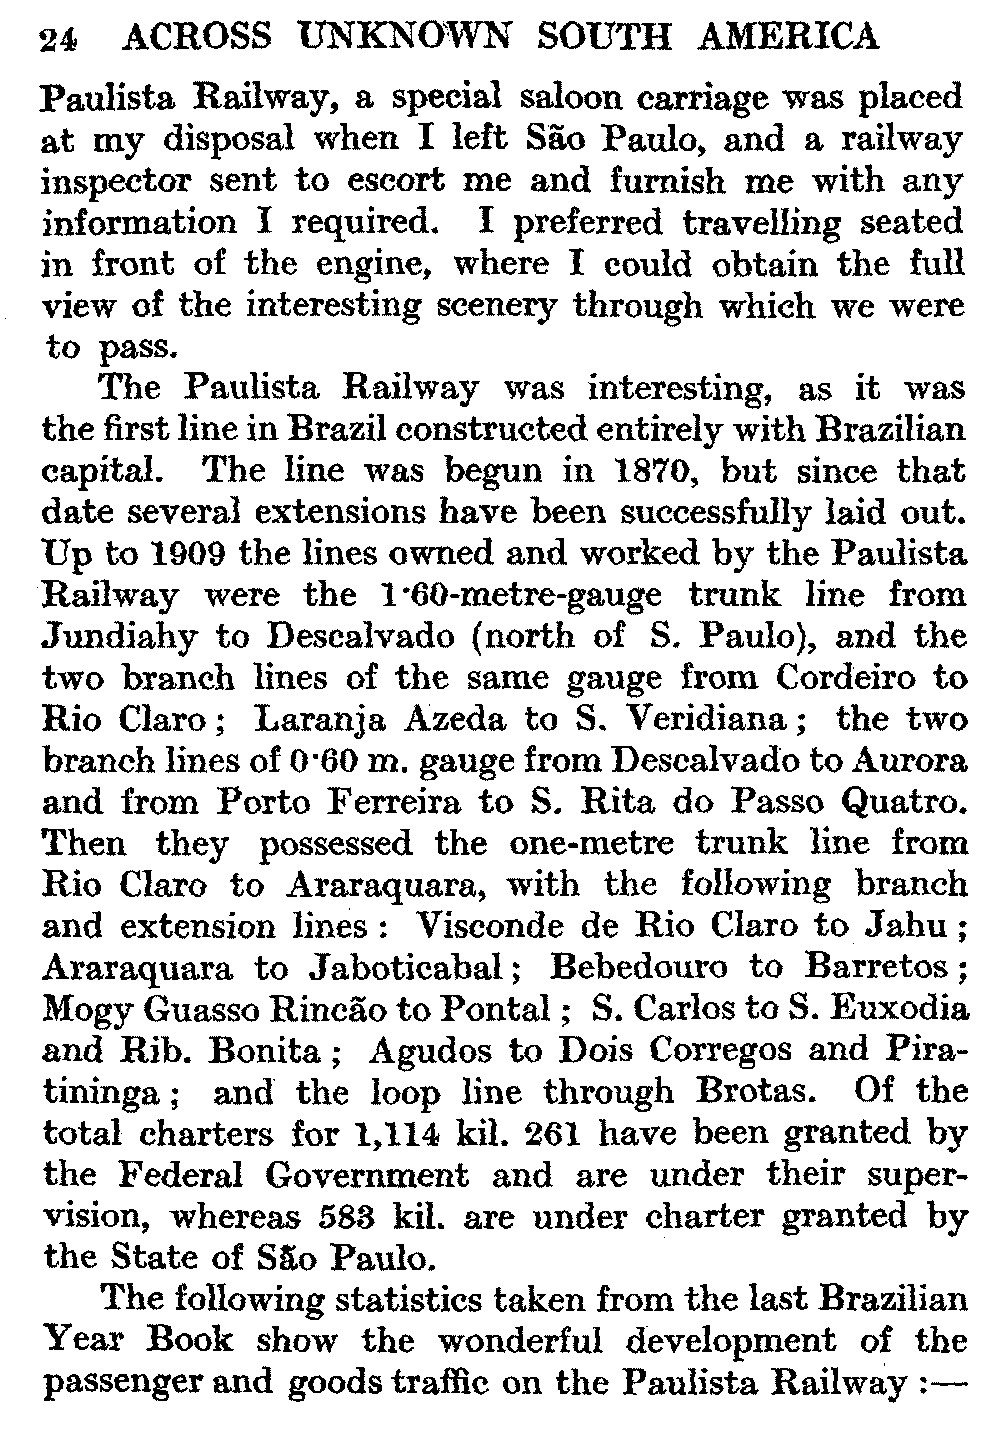 24 ACROSS UNKNOWN SOUTH AMERICA
Paulista Railway, a special saloon carriage was placed
at my disposal when I left São Paulo, and a railway
inspector sent to escort me and furnish me with any
information I required. I preferred travelling seated
in front of the engine, where I could obtain the full
view of the interesting scenery through which we were
to pass.
The Paulista Railway was interesting, as it was
the first line in Brazil constructed entirely with Brazilian
capital. The line was begun in 1870, but since that
date several extensions have been successfully laid out.
Up to 1909 the lines owned and worked by the Paulista
Railway were the 1·60-metre-gauge trunk line from
Jundiahy to Descalvado (north of S. Paulo), and the
two branch lines of the same gauge from Cordeiro to
Rio Claro; Laranja Azeda to S. Veridiana; the two
branch lines of 0·60 m. gauge from Descalvado to Aurora
and from Porto Ferreira to S. Rita do Passo Quatro.
Then they possessed the one-metre trunk line from
Rio Claro to Araraquara, with the following branch
and extension lines: Visconde de Rio Claro to Jahu;
Araraquara to Jaboticabal; Bebedouro to Barretos;
Mogy Guasso Rincão to Pontal; S. Carlos to S. Euxodia
and Rib. Bonita; Agudos to Dois Corregos and Pira-
tininga; and the loop line through Brotas. Of the
total charters for 1,114 kil. 261 have been granted by
the Federal Government and are under their super-
vision, whereas 583 kil. are under charter granted by
the State of São Paulo.
The following statistics taken from the last Brazilian
Year Book show the wonderful development of the
passenger and goods traffic on the Paulista Railway:—